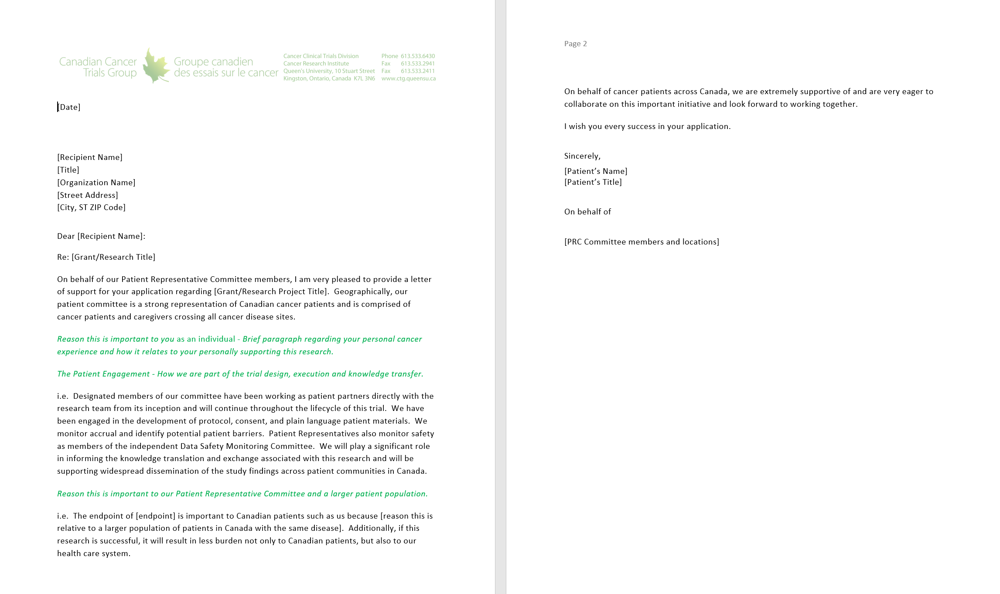 Canadian Cancer
Trials Group
Groupe canadien
des essais sur le cancer
Cancer Clinical Trials Division
Cancer Research Institute
Queen's University, 10 Stuart Street
Kingston, Ontario, Canada K7L 3N6
Phone 613.533.6430
Fax 613.533.2941
Fax 613.533.2411
www.ctg.queensu.ca
[Date]
[Recipient Name]
[Title]
[Organization Name]
[Street Address]
[City, ST ZIP Code]
Dear [Recipient Name]:
Re: [Grant/Research Title]
On behalf of our Patient Representative Committee members, I am very pleased to provide a letter
of support for your application regarding [Grant/Research Project Title].  Geographically, our
patient committee is a strong representation of Canadian cancer patients and is comprised of
cancer patients and caregivers crossing all cancer disease sites.
Reason this is important to you as an individual - Brief paragraph regarding your personal cancer
experience and how it relates to your personally supporting this research.
The Patient Engagement - How we are part of the trial design, execution and knowledge transfer.
i.e.  Designated members of our committee have been working as patient partners directly with the
research team from its inception and will continue throughout the lifecycle of this trial.  We have
been engaged in the development of protocol, consent, and plain language patient materials.  We
monitor accrual and identify potential patient barriers.  Patient Representatives also monitor safety
as members of the independent Data Safety Monitoring Committee.  We will play a significant role
in informing the knowledge translation and exchange associated with this research and will be
supporting widespread dissemination of the study findings across patient communities in Canada.
Reason this is important to our Patient Representative Committee and a larger patient population.
i.e.  The endpoint of [endpoint] is important to Canadian patients such as us because [reason this is
relative to a larger population of patients in Canada with the same disease].  Additionally, if this
research is successful, it will result in less burden not only to Canadian patients, but also to our
health care system.
Page 2
On behalf of cancer patients across Canada, we are extremely supportive of and are very eager to
collaborate on this important initiative and look forward to working together.
I wish you every success in your application.
Sincerely,
[Patient’s Name]
[Patient’s Title]
On behalf of
[PRC Committee members and locations]